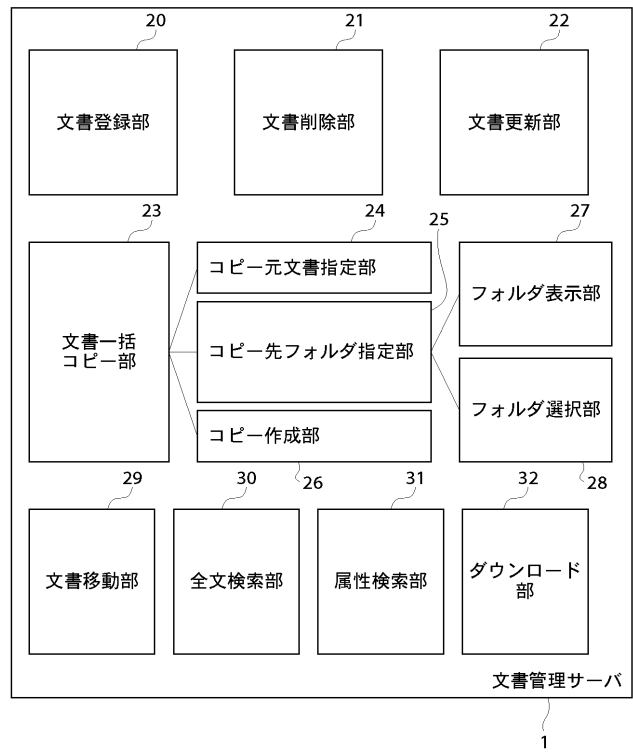 20
21
22
文書登録部
文書削除部
文書更新部
23
24
25
27
コピー元文書指定部
フォルダ表示部
文書一括
コピー部
コピー先フォルダ指定部
フォルダ選択部
コピー作成部
26
28
29
30
31
32
文書移動部
全文検索部
属性検索部
ダウンロード
部
文書管理サーバ
1